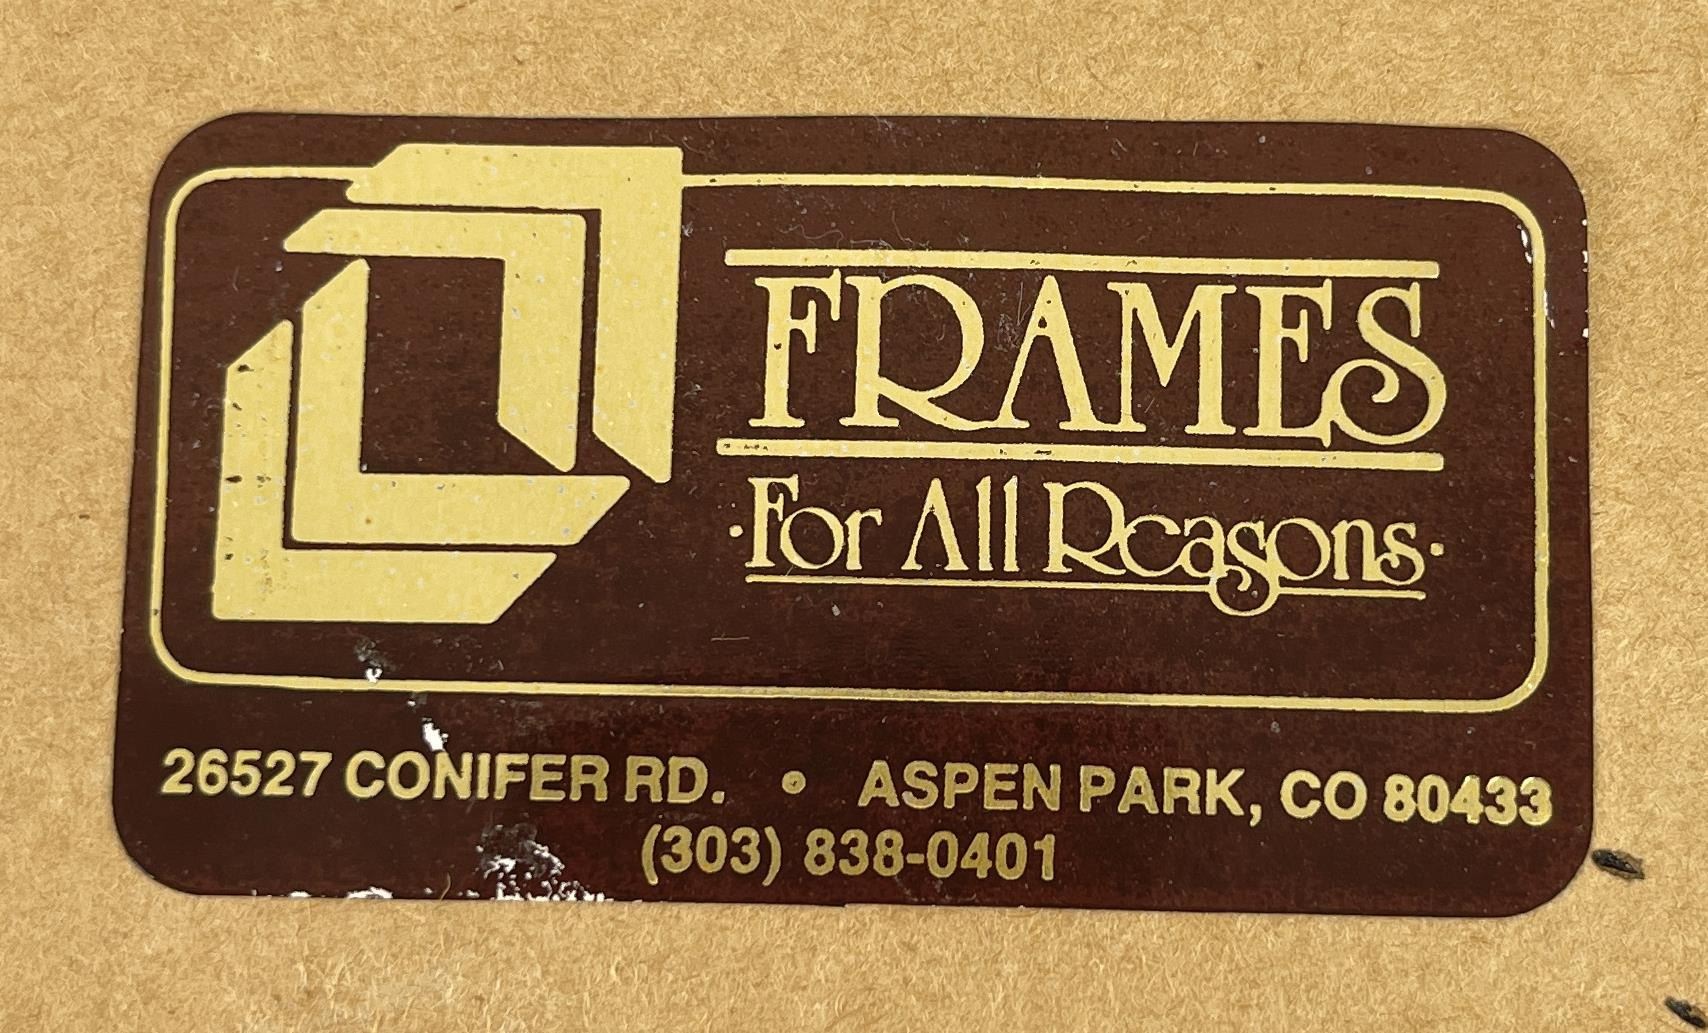 FRAMES
·For All Reasons·
26527 CONIFER RD. • ASPEN PARK, CO 80433
(303) 838-0401